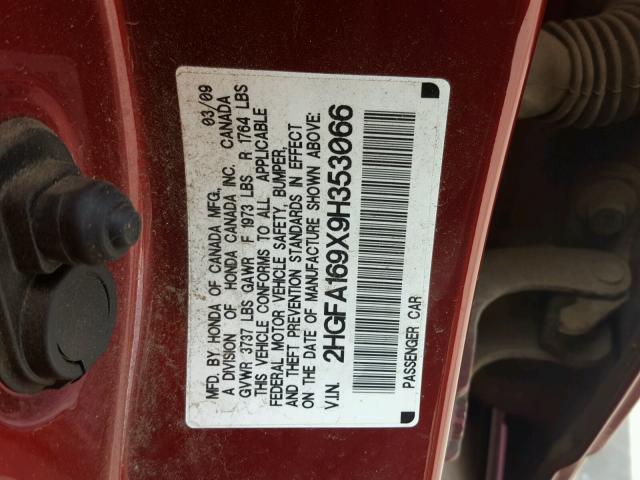 MFD. BY HONDA OF CANADA MFG., 03/09
A DIVISION OF HONDA CANADA INC. CANADA
GVWR 3737 LBS GAWR F 1973 LBS R 1764 LBS
THIS VEHICLE CONFORMS TO ALL APPLICABLE
FEDERAL MOTOR VEHICLE SAFETY, BUMPER,
AND THEFT PREVENTION STANDARDS IN EFFECT
ON THE DATE OF MANUFACTURE SHOWN ABOVE:
V.I.N. 2HGFA169X9H353066
PASSENGER CAR